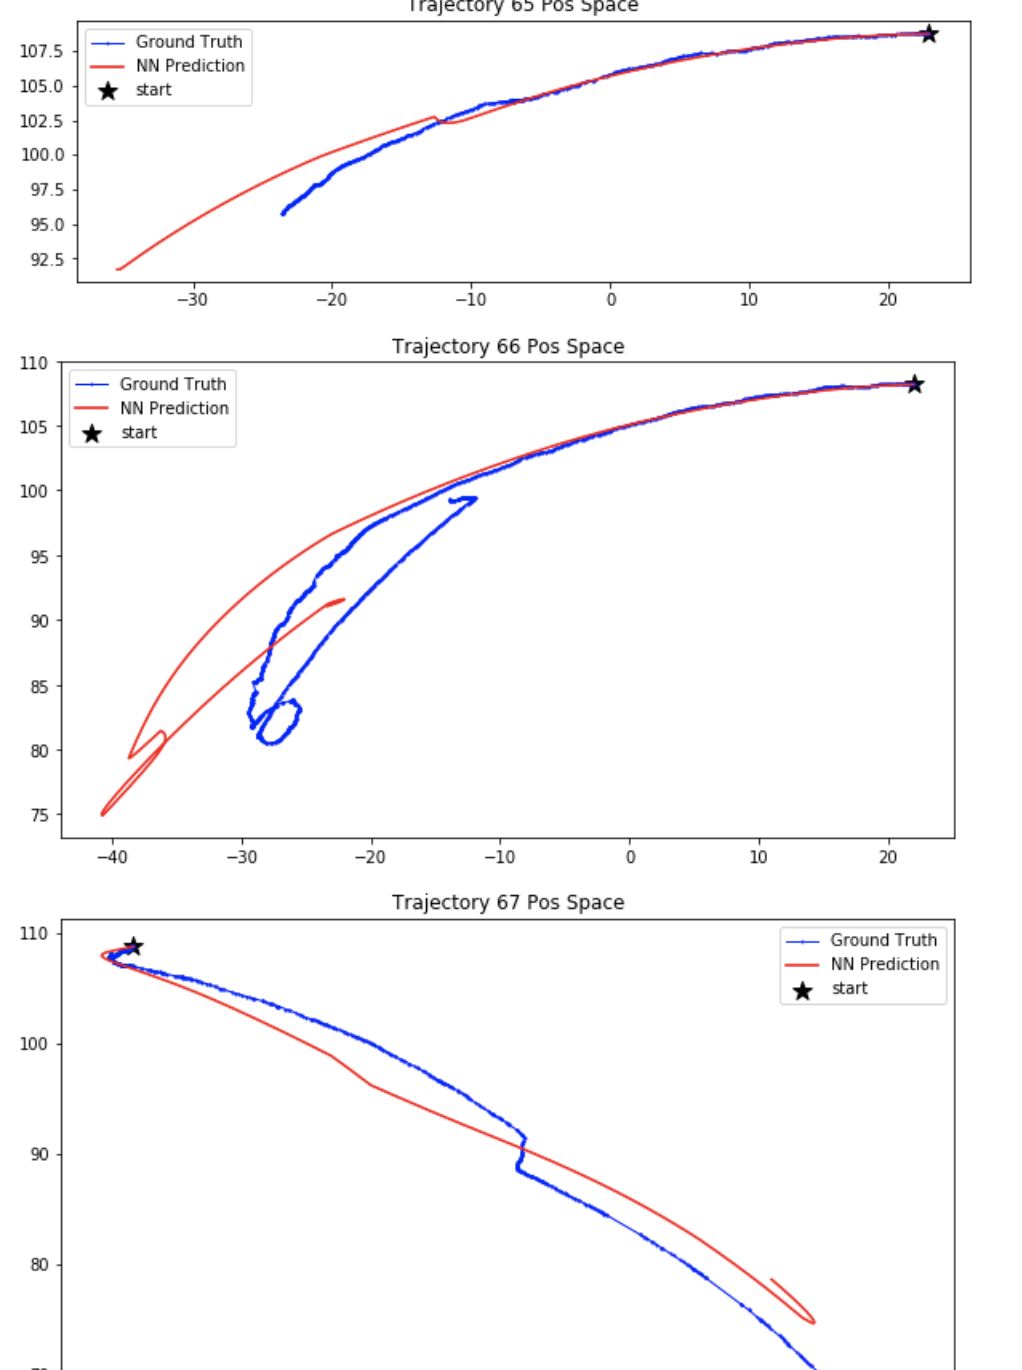 Trajectory 65 Pos Space
Ground Truth
NN Prediction
start
107.5
105.0
102.5
100.0
97.5
95.0
92.5
−30 −20 −10 0 10 20
Trajectory 66 Pos Space
Ground Truth
NN Prediction
start
110
105
100
95
90
85
80
75
−40 −30 −20 −10 0 10 20
Trajectory 67 Pos Space
Ground Truth
NN Prediction
start
110
100
90
80